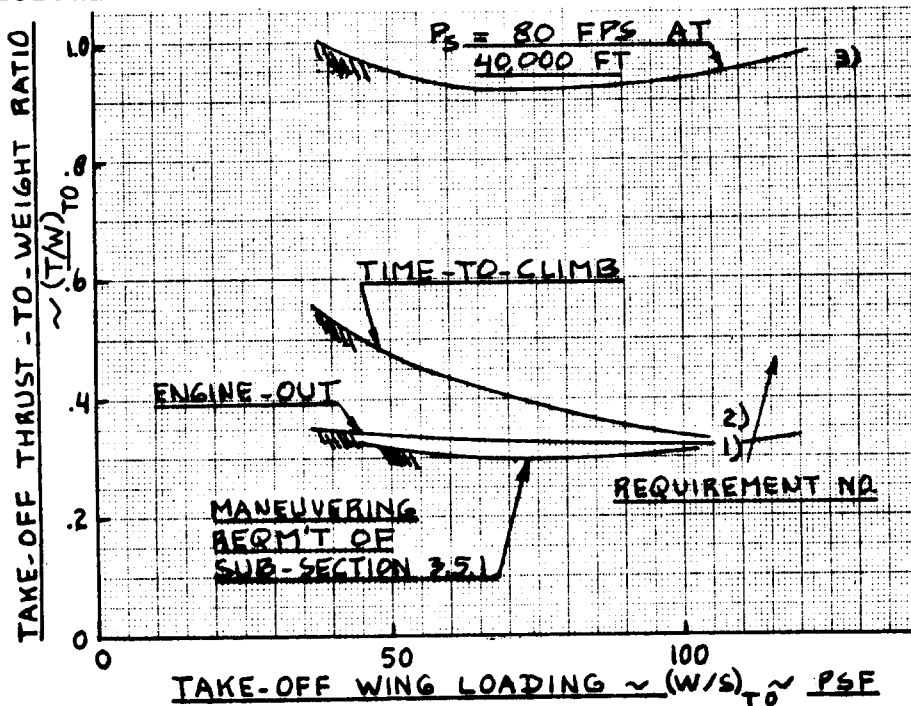 TAKE-OFF THRUST-TO-WEIGHT RATIO
~ (T/W)TO
1.0
.8
.6
.4
.2
0
PS = 80 FPS AT
40,000 FT
3)
TIME-TO-CLIMB
ENGINE-OUT
2)
1)
REQUIREMENT NO.
MANEUVERING
REQM'T OF
SUB-SECTION 3.5.1
0
50
100
TAKE-OFF WING LOADING ~ (W/S)TO ~ PSF